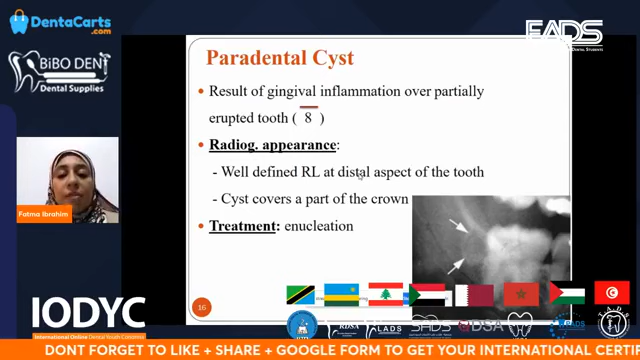 DentaCarts
.com
BiBO DENT
Dental Supplies
EADS
Paradental Cyst
• Result of gingival inflammation over partially
erupted tooth ( 8 )
• Radiog. appearance:
- Well defined RL at distal aspect of the tooth
- Cyst covers a part of the crown
• Treatment: enucleation
Fatma Ibrahim
16
IODYC
International Online Dental Youth Congress
LADS
DONT FORGET TO LIKE + SHARE + GOOGLE FORM TO GET YOUR INTERNATIONAL CERTIF